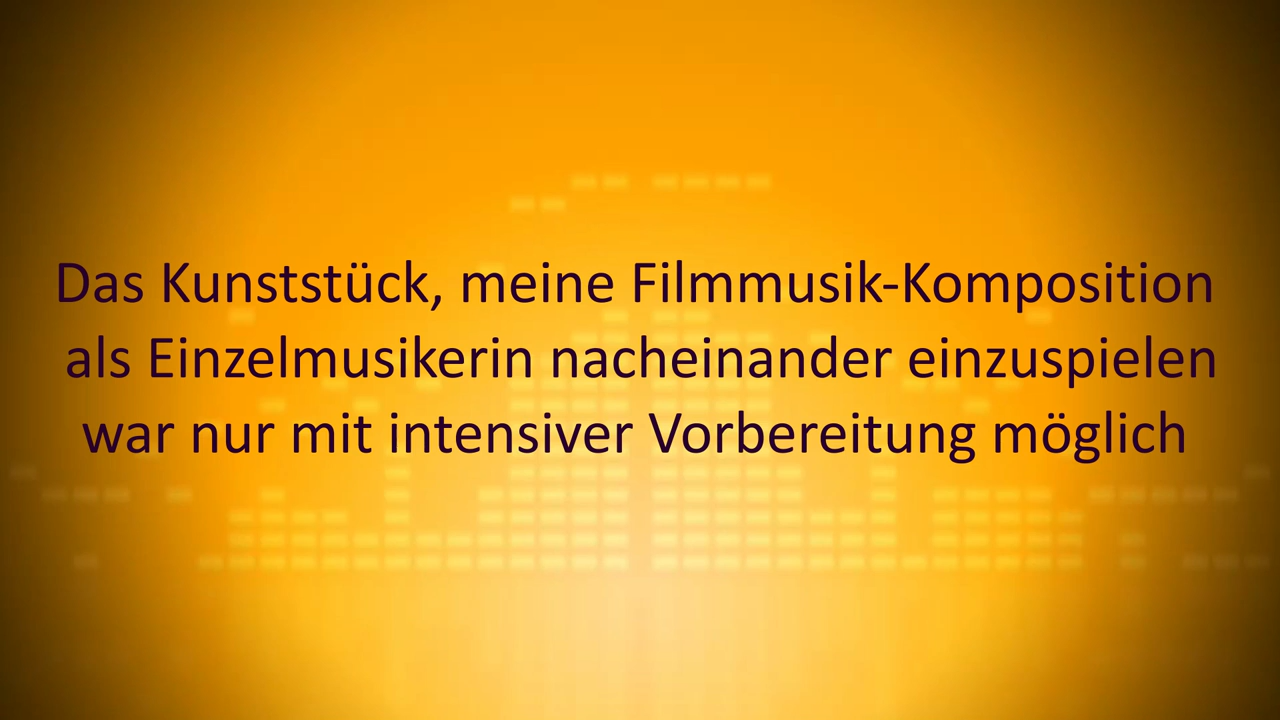 Das Kunststück, meine Filmmusik-Komposition
als Einzelmusikerin nacheinander einzuspielen
war nur mit intensiver Vorbereitung möglich